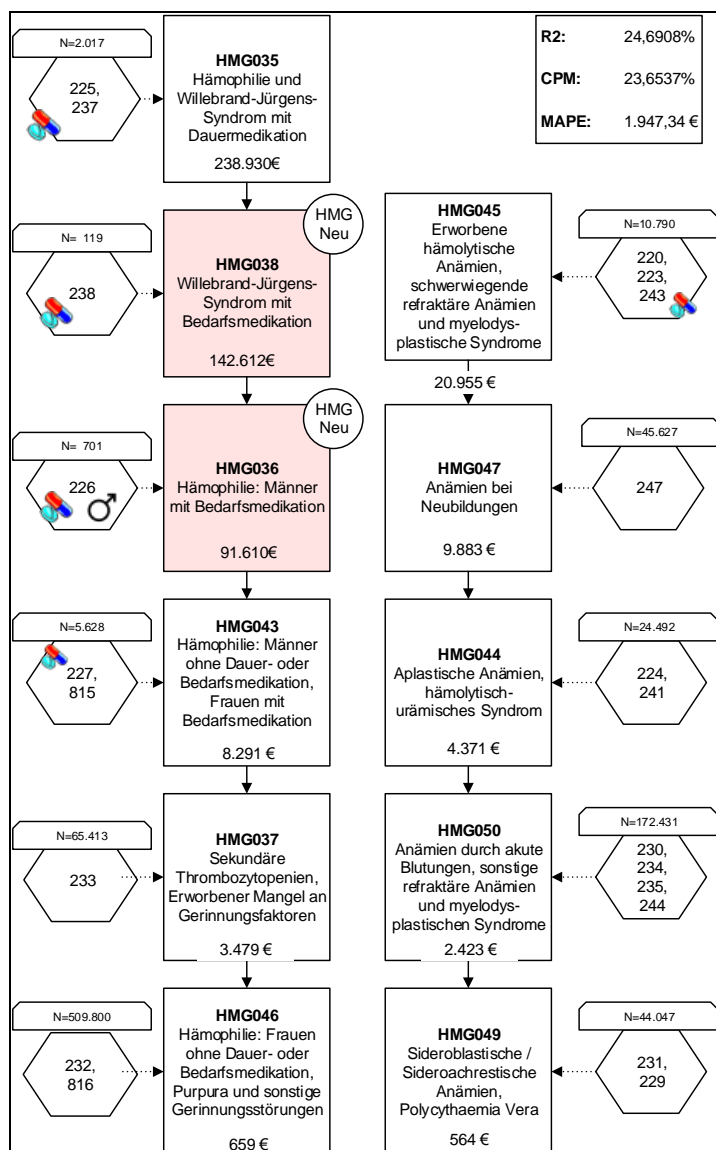 N=2.017
225,
237
HMG035
Hämophilie und
Willebrand-Jürgens-
Syndrom mit
Dauermedikation
238.930€
R2: 24,6908%
CPM: 23,6537%
MAPE: 1.947,34 €
HMG
Neu
N= 119
238
HMG038
Willebrand-Jürgens-
Syndrom mit
Bedarfsmedikation
142.612€
HMG045
Erworbene
hämolytische
Anämien,
schwerwiegende
refraktäre Anämien
und myelodys-
plastische Syndrome
20.955 €
N=10.790
220,
223,
243
HMG
Neu
N= 701
226
HMG036
Hämophilie: Männer
mit Bedarfsmedikation
91.610€
HMG047
Anämien bei
Neubildungen
9.883 €
N=45.627
247
N=5.628
227,
815
HMG043
Hämophilie: Männer
ohne Dauer- oder
Bedarfsmedikation,
Frauen mit
Bedarfsmedikation
8.291 €
HMG044
Aplastische Anämien,
hämolytisch-
urämisches Syndrom
4.371 €
N=24.492
224,
241
N=65.413
233
HMG037
Sekundäre
Thrombozytopenien,
Erworbener Mangel an
Gerinnungsfaktoren
3.479 €
HMG050
Anämien durch akute
Blutungen, sonstige
refraktäre Anämien
und myelodys-
plastischen Syndrome
2.423 €
N=172.431
230,
234,
235,
244
N=509.800
232,
816
HMG046
Hämophilie: Frauen
ohne Dauer- oder
Bedarfsmedikation,
Purpura und sonstige
Gerinnungsstörungen
659 €
HMG049
Sideroblastische /
Sideroachrestische
Anämien,
Polycythaemia Vera
564 €
N=44.047
231,
229